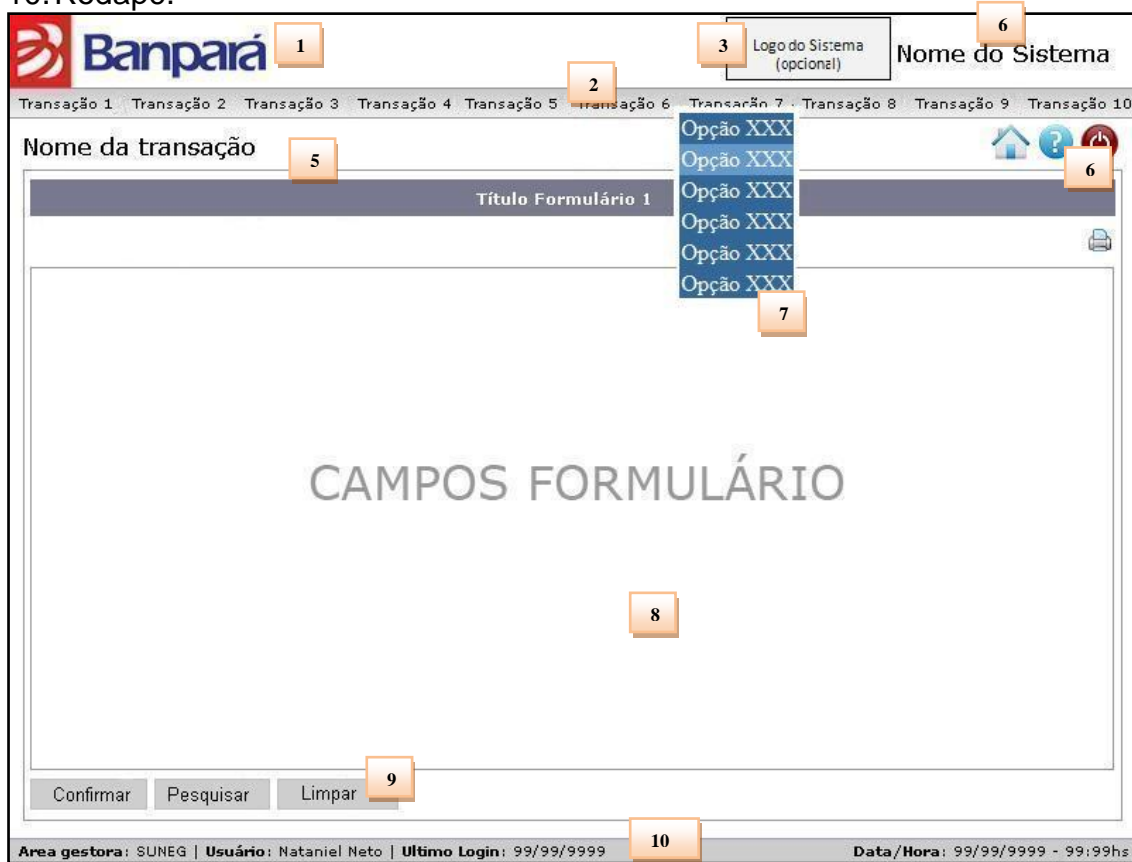 10.Rodapé.
Banpará
1
3
Logo do Sistema
(opcional)
6
Nome do Sistema
2
Transação 1 Transação 2 Transação 3 Transação 4 Transação 5 Transação 6 Transação 7 Transação 8 Transação 9 Transação 10
Nome da transação
5
6
Título Formulário 1
Opção XXX
Opção XXX
Opção XXX
Opção XXX
Opção XXX
Opção XXX
7
CAMPOS FORMULÁRIO
8
Confirmar Pesquisar Limpar
9
10
Area gestora: SUNEG | Usuário: Nataniel Neto | Ultimo Login: 99/99/9999 Data/Hora: 99/99/9999 - 99:99hs